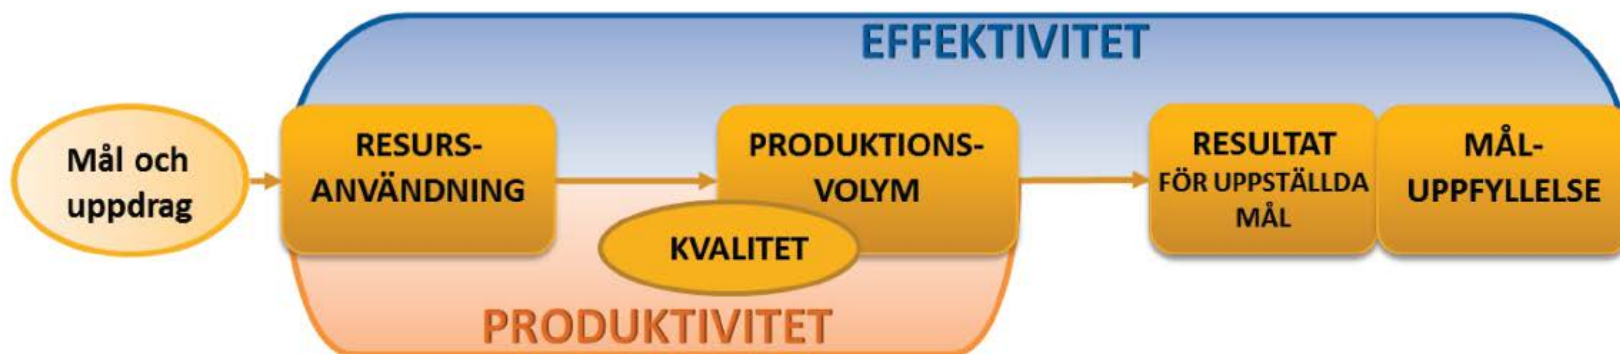 EFFEKTIVITET
Mål och
uppdrag
RESURS-
ANVÄNDNING
PRODUKTIONS-
VOLYM
KVALITET
RESULTAT
FÖR UPPSTÄLLDA
MÅL
MÅL-
UPPFYLLELSE
PRODUKTIVITET